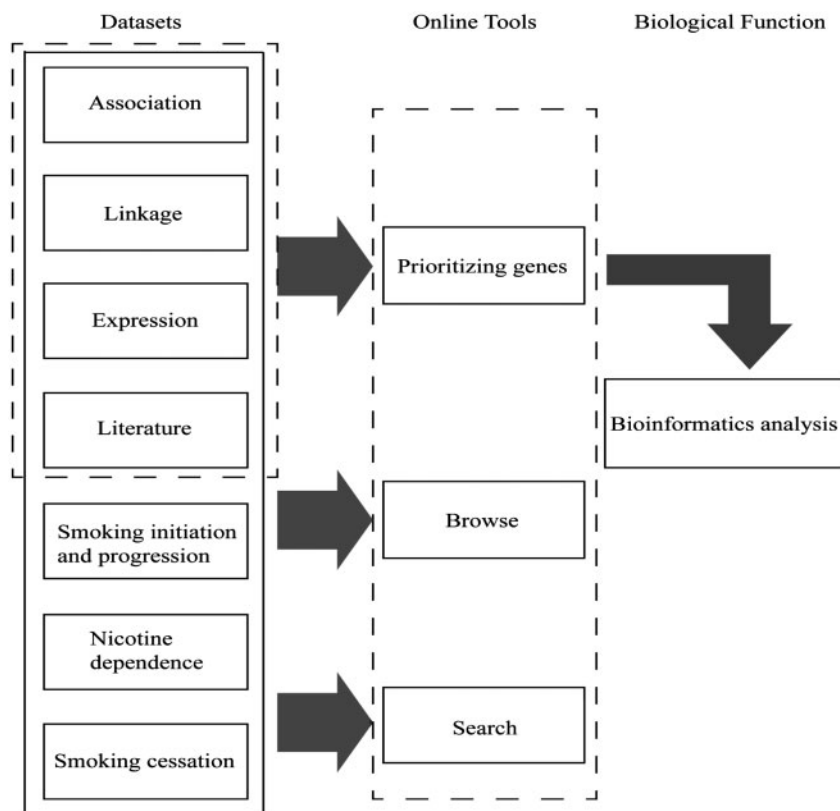 Datasets
Online Tools
Biological Function
Association
Linkage
Expression
Literature
Smoking initiation
and progression
Nicotine
dependence
Smoking cessation
Prioritizing genes
Browse
Search
Bioinformatics analysis